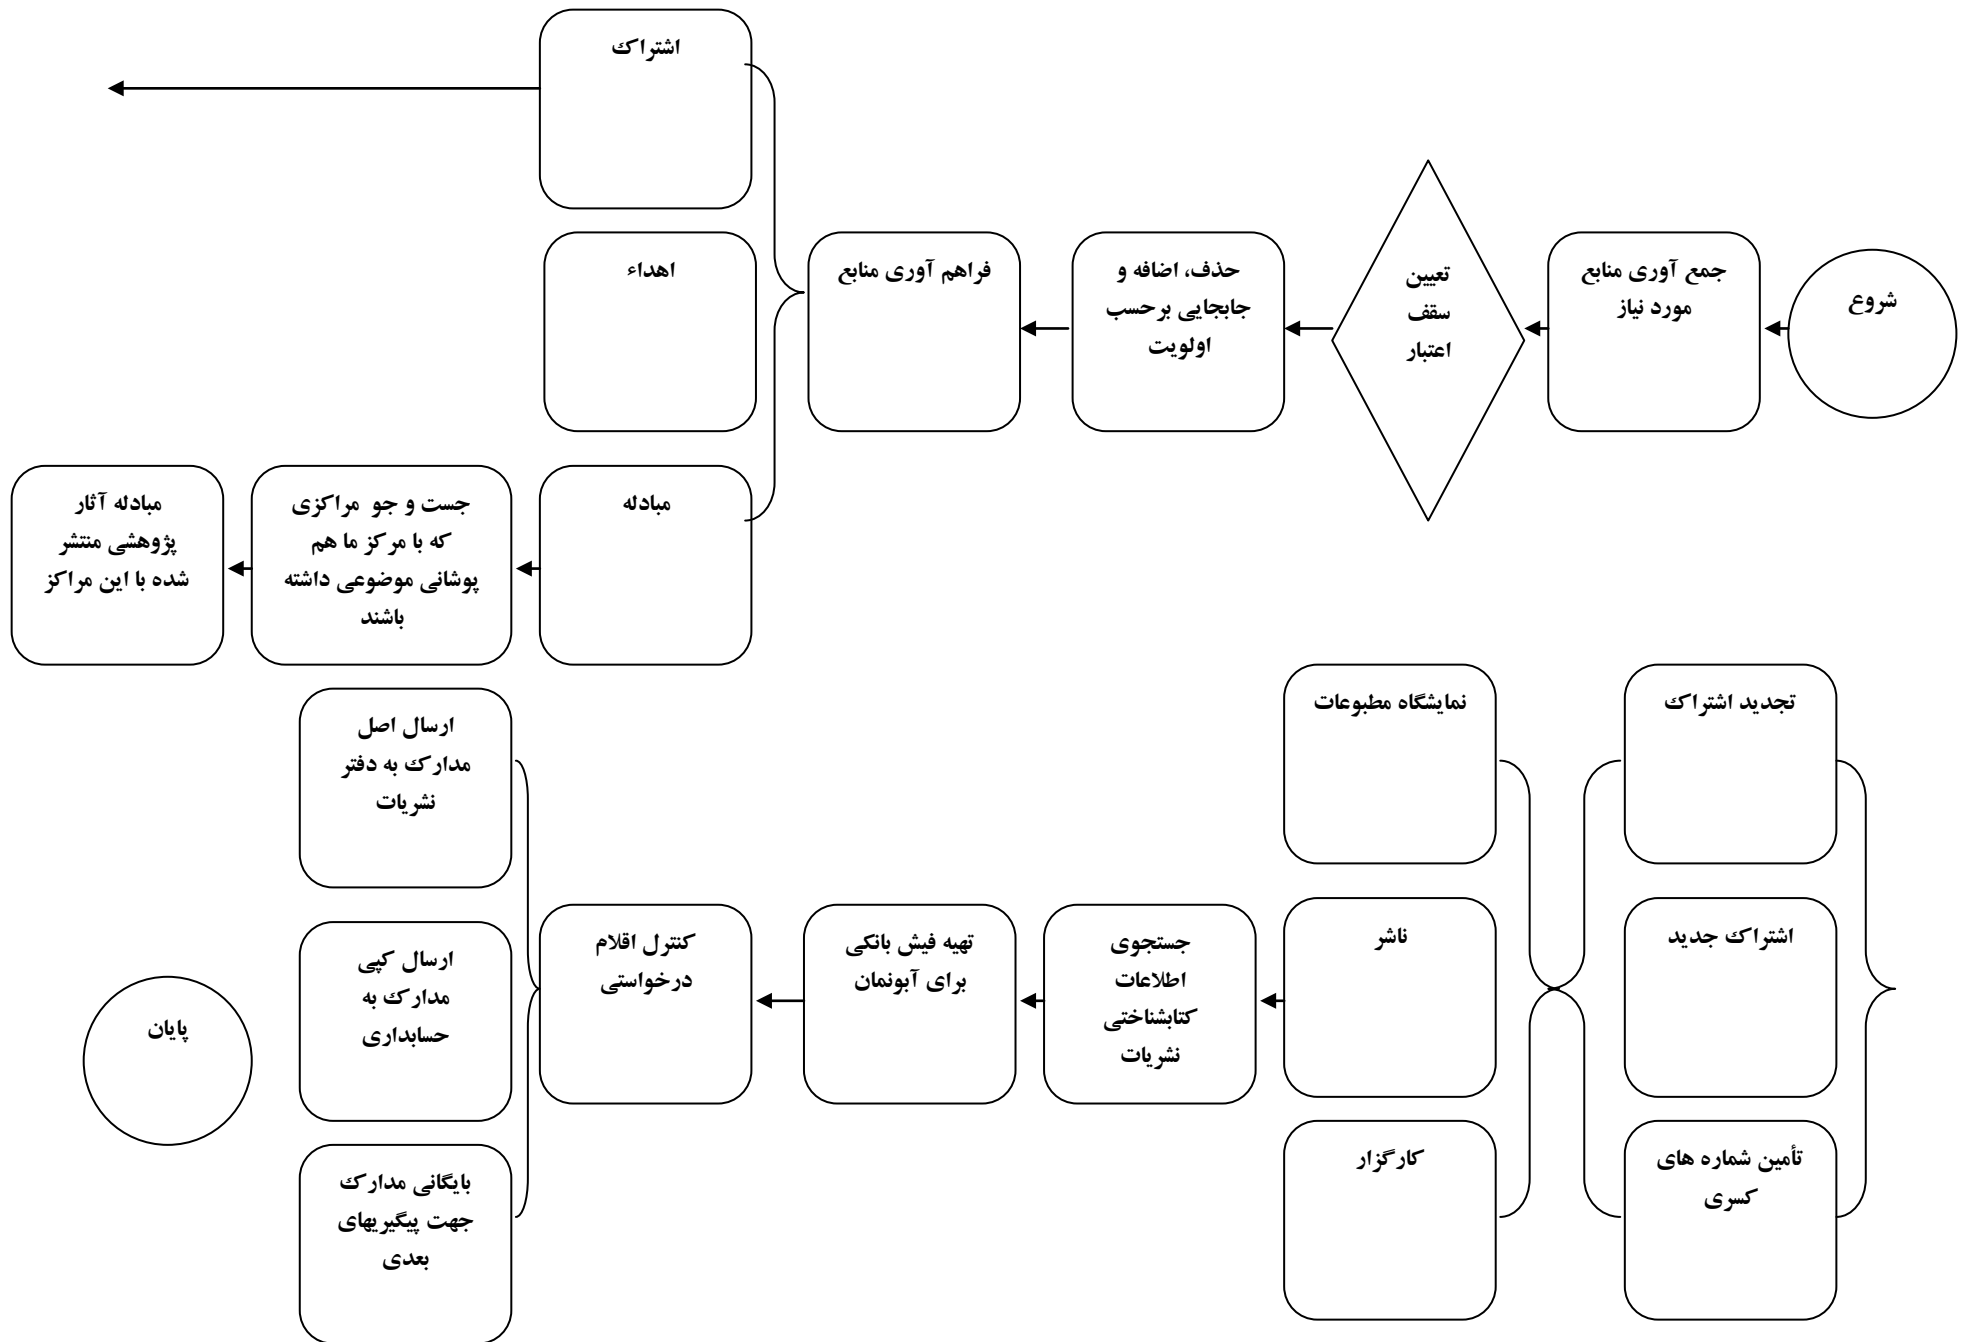 شروع
جمع آوری منابع
مورد نیاز
تعیین
سقف
اعتبار
حذف، اضافه و
جابجایی برحسب
اولویت
فراهم آوری منابع
اشتراک
اهداء
مبادله
جست و جو مراکزی
که با مرکز ما هم
پوشانی موضوعی داشته
باشند
مبادله آثار
پژوهشی منتشر
شده با این مراکز
تجدید اشتراک
اشتراک جدید
تأمین شماره های
کسری
نمایشگاه مطبوعات
ناشر
کارگزار
جستجوی
اطلاعات
کتابشناختی
نشریات
تهیه فیش بانکی
برای آبونمان
کنترل اقلام
درخواستی
ارسال اصل
مدارک به دفتر
نشریات
ارسال کپی
مدارک به
حسابداری
بایگانی مدارک
جهت پیگیریهای
بعدی
پایان